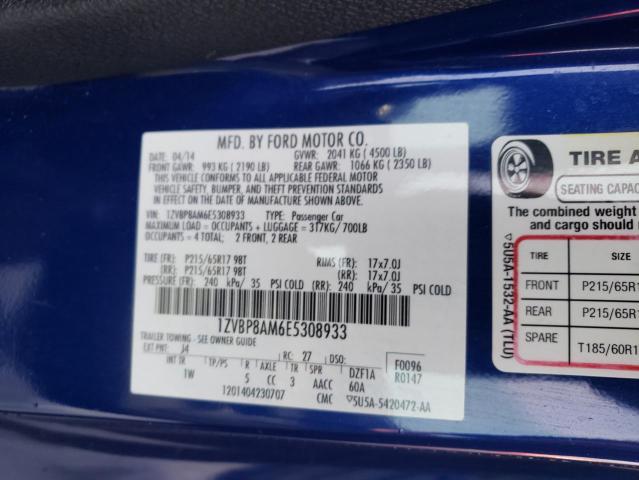 MFD. BY FORD MOTOR CO.
DATE: 04/14 GVWR: 2041 KG ( 4500 LB)
FRONT GAWR: 993 KG ( 2190 LB) REAR GAWR: 1066 KG ( 2350 LB)
THIS VEHICLE CONFORMS TO ALL APPLICABLE FEDERAL MOTOR
VEHICLE SAFETY, BUMPER, AND THEFT PREVENTION STANDARDS
IN EFFECT ON THE DATE OF MANUFACTURE SHOWN ABOVE.
VIN: 1ZVBP8AM6E5308933 TYPE: Passenger Car
MAXIMUM LOAD = OCCUPANTS + LUGGAGE = 317KG/ 700LB
OCCUPANTS = 4 TOTAL; 2 FRONT, 2 REAR
TIRE (FR): P215/65R17 98T RIMS (FR): 17x7.0J
(RR): P215/65R17 98T (RR): 17x7.0J
PRESSURE (FR): 240 kPa/ 35 PSI COLD (RR): 240 kPa/ 35 PSI COLD
1ZVBP8AM6E5308933
TRAILER TOWING - SEE OWNER GUIDE
EXT PNT: J4 RC: 27 DSO: F0096
WB INT TR TP/PS R AXLE TR SPR R0147
1W 5 CC 3 AACC DZF1A
60A
1201404230707 CMC ▽5U5A-5420472-AA
TIRE A
SEATING CAPAC
The combined weight
and cargo should
▽5U5A-1532-AA (TLU)
TIRE SIZE
FRONT P215/65R1
REAR P215/65R1
SPARE T185/60R1